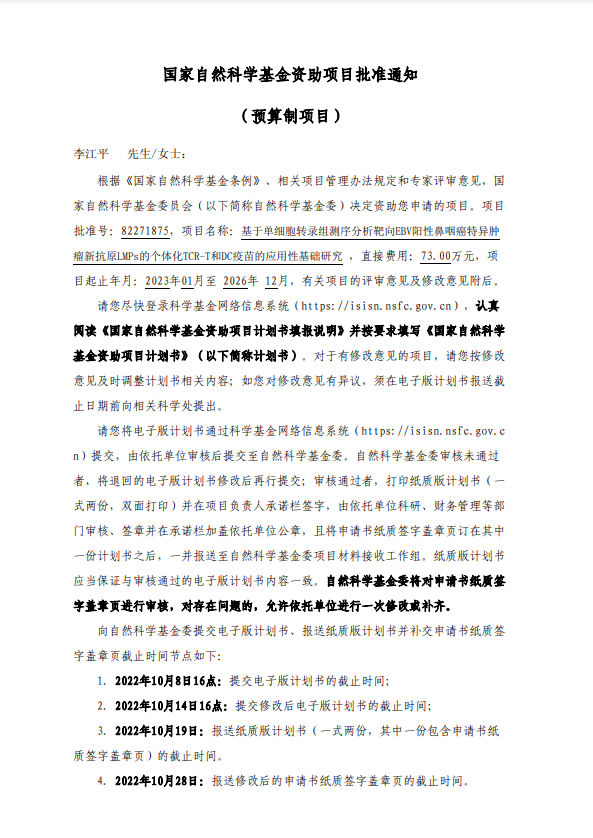 国家自然科学基金资助项目批准通知
（预算制项目）
李江平 先生/女士：
根据《国家自然科学基金条例》、相关项目管理办法规定和专家评审意见，国
家自然科学基金委员会（以下简称自然科学基金委）决定资助您申请的项目。项目
批准号：82271875，项目名称：基于单细胞转录组测序分析靶向EBV阳性鼻咽癌特异肿
瘤新抗原LMPs的个体化TCR-T和DC疫苗的应用性基础研究，直接费用：73.00万元，项
目起止年月：2023年01月至 2026年 12月，有关项目的评审意见及修改意见附后。
请您尽快登录科学基金网络信息系统（https://isisn.nsfc.gov.cn），认真
阅读《国家自然科学基金资助项目计划书填报说明》并按要求填写《国家自然科学
基金资助项目计划书》（以下简称计划书）。对于有修改意见的项目，请您按修改
意见及时调整计划书相关内容；如您对修改意见有异议，须在电子版计划书报送截
止日期前向相关科学处提出。
请您将电子版计划书通过科学基金网络信息系统（https://isisn.nsfc.gov.c
n）提交，由依托单位审核后提交至自然科学基金委。自然科学基金委审核未通过
者，将退回的电子版计划书修改后再行提交；审核通过者，打印纸质版计划书（一
式两份，双面打印）并在项目负责人承诺栏签字，由依托单位科研、财务管理等部
门审核、签章并在承诺栏加盖依托单位公章，且将申请书纸质签字盖章页订在其中
一份计划书之后，一并报送至自然科学基金委项目材料接收工作组。纸质版计划书
应当保证与审核通过的电子版计划书内容一致。自然科学基金委将对申请书纸质签
字盖章页进行审核，对存在问题的，允许依托单位进行一次修改或补齐。
向自然科学基金委提交电子版计划书、报送纸质版计划书并补交申请书纸质签
字盖章页截止时间节点如下：
1. 2022年10月8日16点：提交电子版计划书的截止时间；
2. 2022年10月14日16点：提交修改后电子版计划书的截止时间；
3. 2022年10月19日：报送纸质版计划书（一式两份，其中一份包含申请书纸
质签字盖章页）的截止时间。
4. 2022年10月28日：报送修改后的申请书纸质签字盖章页的截止时间。